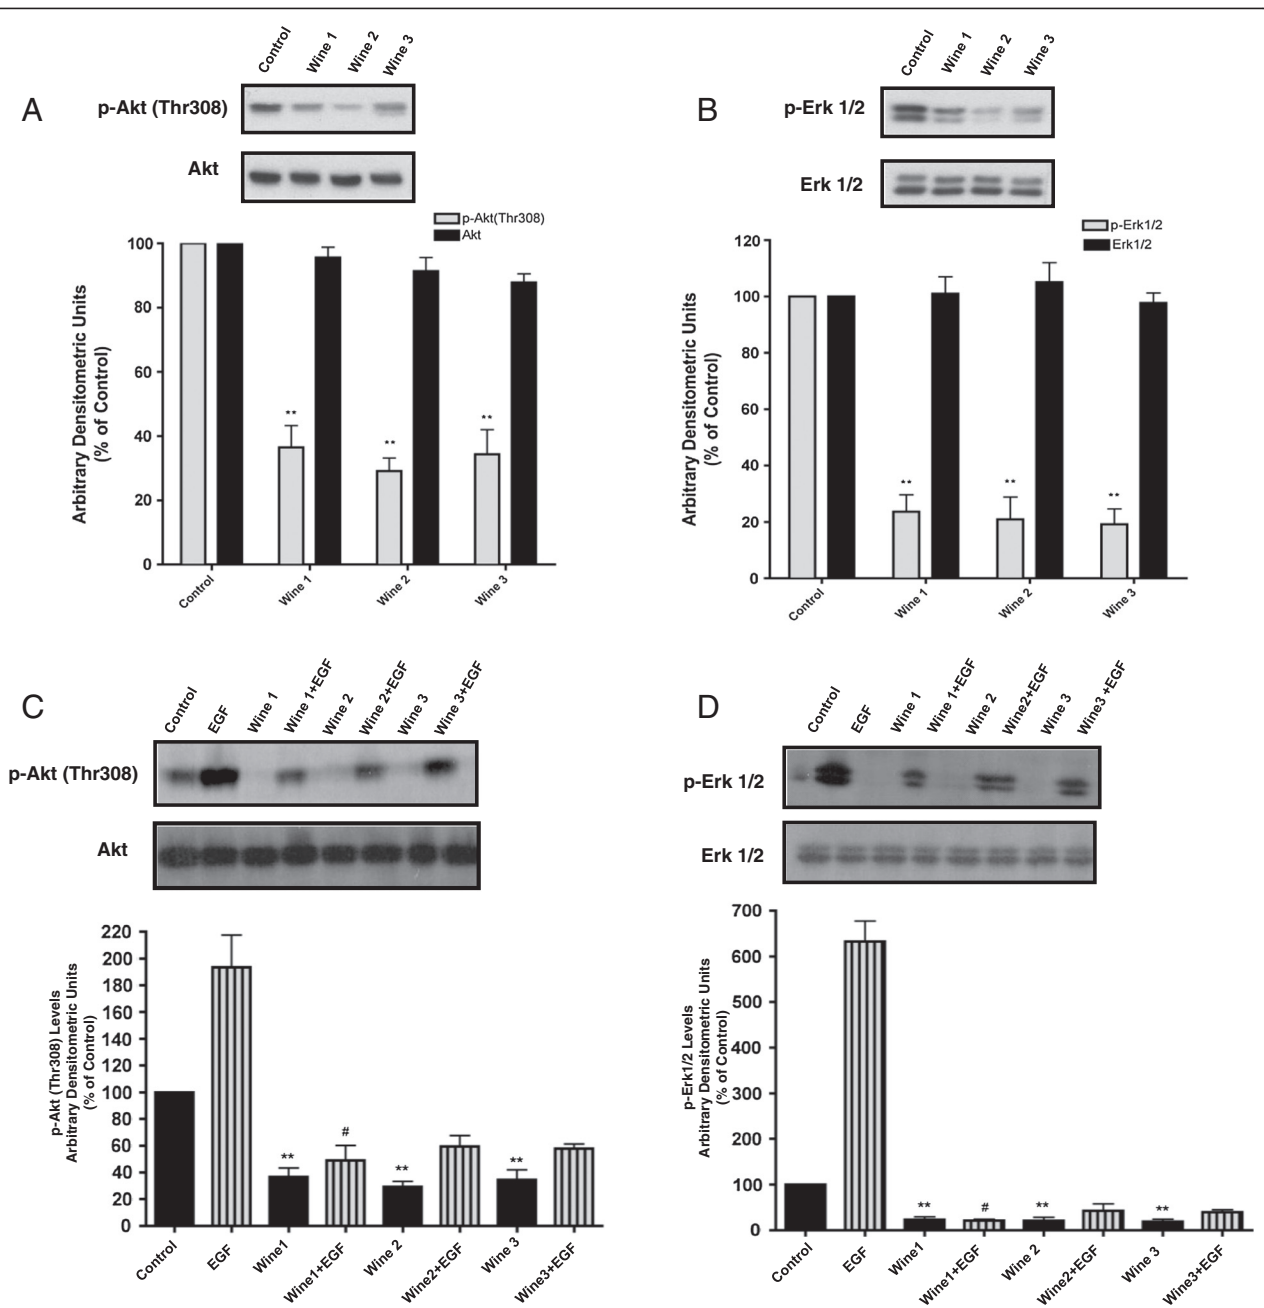 A
Control
Wine 1
Wine 2
Wine 3
p-Akt (Thr308)
Akt
p-Akt(Thr308)
Akt
Arbitrary Densitometric Units
(% of Control)
100
80
60
40
20
0
**
**
**
Control
Wine 1
Wine 2
Wine 3
B
Control
Wine 1
Wine 2
Wine 3
p-Erk 1/2
Erk 1/2
p-Erk1/2
Erk1/2
Arbitrary Densitometric Units
(% of Control)
120
100
80
60
40
20
0
**
**
**
Control
Wine 1
Wine 2
Wine 3
C
Control
EGF
Wine 1
Wine 1+EGF
Wine 2
Wine 2+EGF
Wine 3
Wine 3+EGF
p-Akt (Thr308)
Akt
p-Akt (Thr308) Levels
Arbitrary Densitometric Units
(% of Control)
220
200
180
160
140
120
100
80
60
40
20
0
**
#
**
**
Control
EGF
Wine1
Wine1+EGF
Wine 2
Wine2+EGF
Wine 3
Wine3+EGF
D
Control
EGF
Wine 1
Wine 1+EGF
Wine 2
Wine2+EGF
Wine 3
Wine3 +EGF
p-Erk 1/2
Erk 1/2
p-Erk1/2 Levels
Arbitrary Densitometric Units
(% of Control)
700
600
500
400
300
200
100
0
**
#
**
**
Control
EGF
Wine1
Wine1+EGF
Wine 2
Wine2+EGF
Wine 3
Wine3+EGF